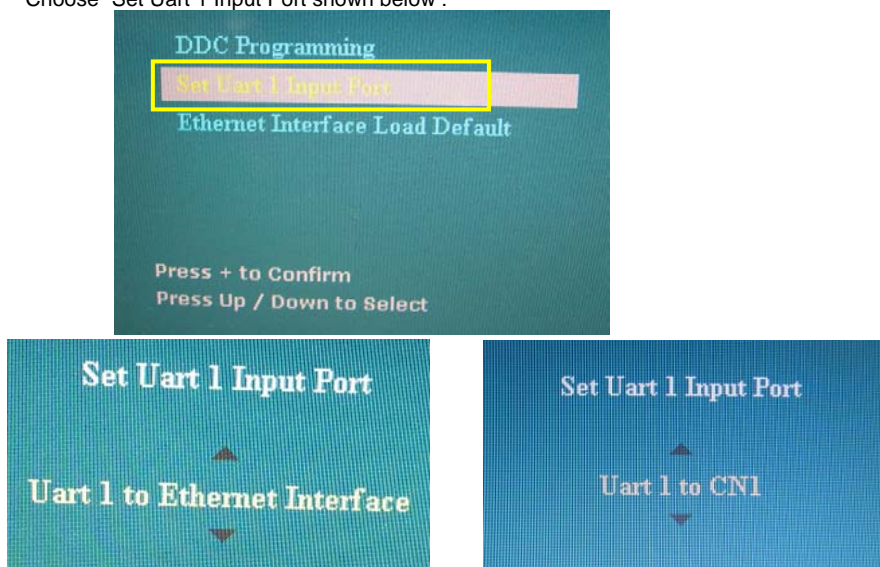 Choose "Set Uart 1 Input Port shown below".
DDC Programming
Set Uart 1 Input Port
Ethernet Interface Load Default
Press + to Confirm
Press Up / Down to Select
Set Uart 1 Input Port
Uart 1 to Ethernet Interface
Set Uart 1 Input Port
Uart 1 to CN1